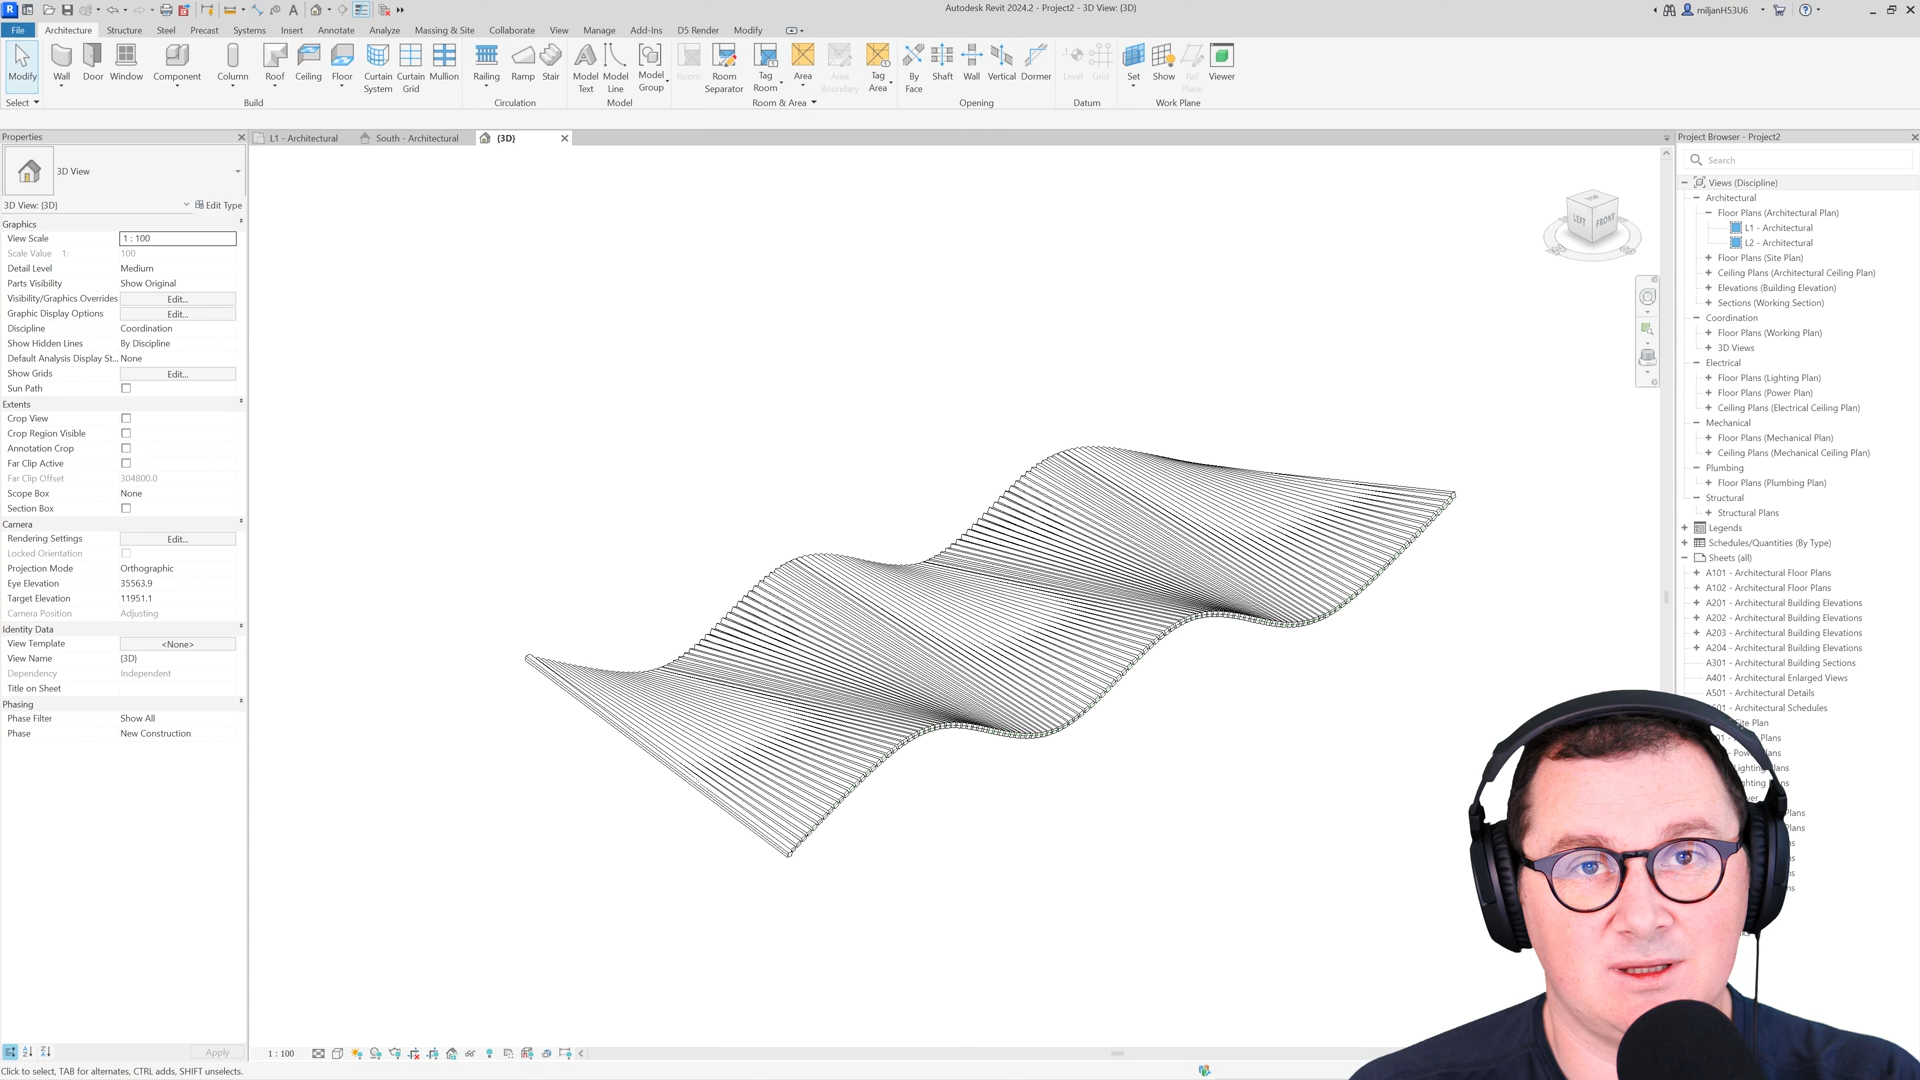 Autodesk Revit 2024.2 - Project2 - 3D View: {3D}
miljanH53U6
File Architecture Structure Steel Precast Systems Insert Annotate Analyze Massing & Site Collaborate View Manage Add-Ins D5 Render Modify
Modify Wall Door Window Component Column Roof Ceiling Floor Curtain System Curtain Grid Mullion Railing Ramp Stair Model Text Model Line Model Group Room Room Separator Tag Room Area Area Boundary Tag Area By Face Shaft Wall Vertical Dormer Level Grid Set Show Ref Plane Viewer
Select Build Circulation Model Room & Area Opening Datum Work Plane
Properties
3D View
3D View: {3D} Edit Type
Graphics
View Scale 1 : 100
Scale Value 1: 100
Detail Level Medium
Parts Visibility Show Original
Visibility/Graphics Overrides Edit...
Graphic Display Options Edit...
Discipline Coordination
Show Hidden Lines By Discipline
Default Analysis Display St... None
Show Grids Edit...
Sun Path
Extents
Crop View
Crop Region Visible
Annotation Crop
Far Clip Active
Far Clip Offset 304800.0
Scope Box None
Section Box
Camera
Rendering Settings Edit...
Locked Orientation
Projection Mode Orthographic
Eye Elevation 35563.9
Target Elevation 11951.1
Camera Position Adjusting
Identity Data
View Template <None>
View Name {3D}
Dependency Independent
Title on Sheet
Phasing
Phase Filter Show All
Phase New Construction
Apply
L1 - Architectural South - Architectural {3D}
TOP
LEFT FRONT
1 : 100
Click to select, TAB for alternates, CTRL adds, SHIFT unselects.
Project Browser - Project2
Search
Views (Discipline)
Architectural
Floor Plans (Architectural Plan)
L1 - Architectural
L2 - Architectural
Floor Plans (Site Plan)
Ceiling Plans (Architectural Ceiling Plan)
Elevations (Building Elevation)
Sections (Working Section)
Coordination
Floor Plans (Working Plan)
3D Views
Electrical
Floor Plans (Lighting Plan)
Floor Plans (Power Plan)
Ceiling Plans (Electrical Ceiling Plan)
Mechanical
Floor Plans (Mechanical Plan)
Ceiling Plans (Mechanical Ceiling Plan)
Plumbing
Floor Plans (Plumbing Plan)
Structural
Structural Plans
Legends
Schedules/Quantities (By Type)
Sheets (all)
A101 - Architectural Floor Plans
A102 - Architectural Floor Plans
A201 - Architectural Building Elevations
A202 - Architectural Building Elevations
A203 - Architectural Building Elevations
A204 - Architectural Building Elevations
A301 - Architectural Building Sections
A401 - Architectural Enlarged Views
A501 - Architectural Details
601 - Architectural Schedules
Site Plan
Plans
Plans
Lighting Plans
Plans
Plans
Plans